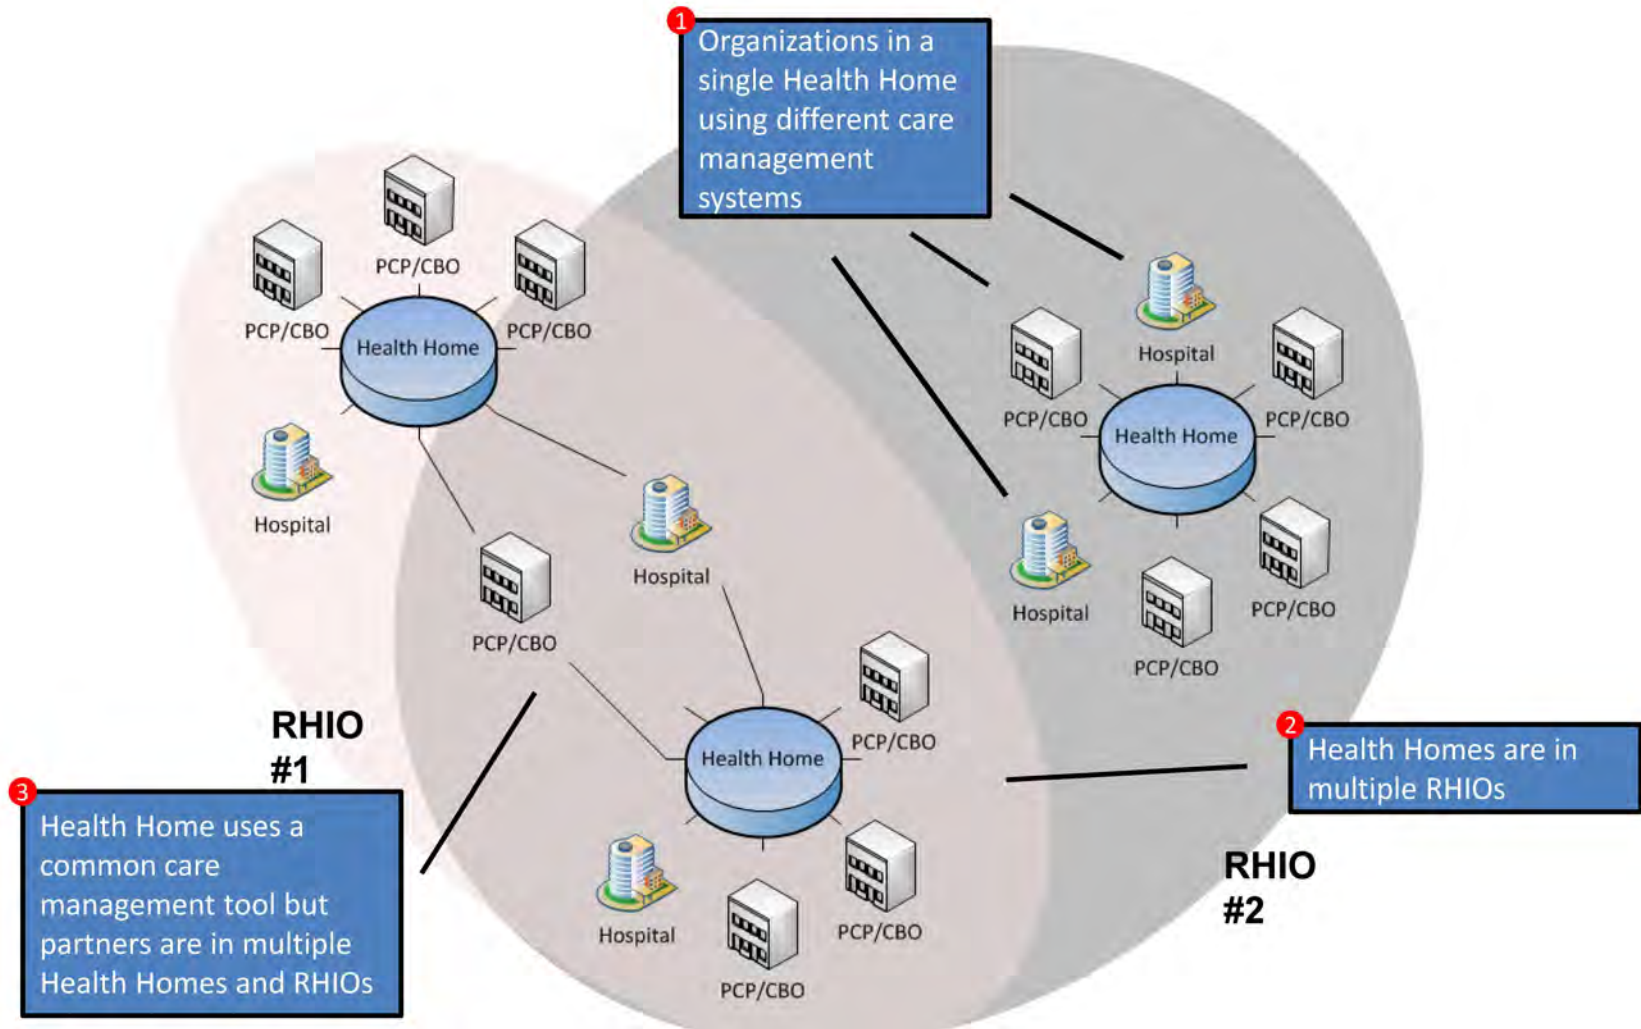 1
Organizations in a
single Health Home
using different care
management
systems
PCP/CBO
PCP/CBO
PCP/CBO
Health Home
Hospital
Hospital
PCP/CBO
Hospital
PCP/CBO
PCP/CBO
Health Home
Hospital
PCP/CBO
PCP/CBO
RHIO
#1
Health Home
PCP/CBO
Hospital
PCP/CBO
PCP/CBO
2
Health Homes are in
multiple RHIOs
RHIO
#2
3
Health Home uses a
common care
management tool but
partners are in multiple
Health Homes and RHIOs